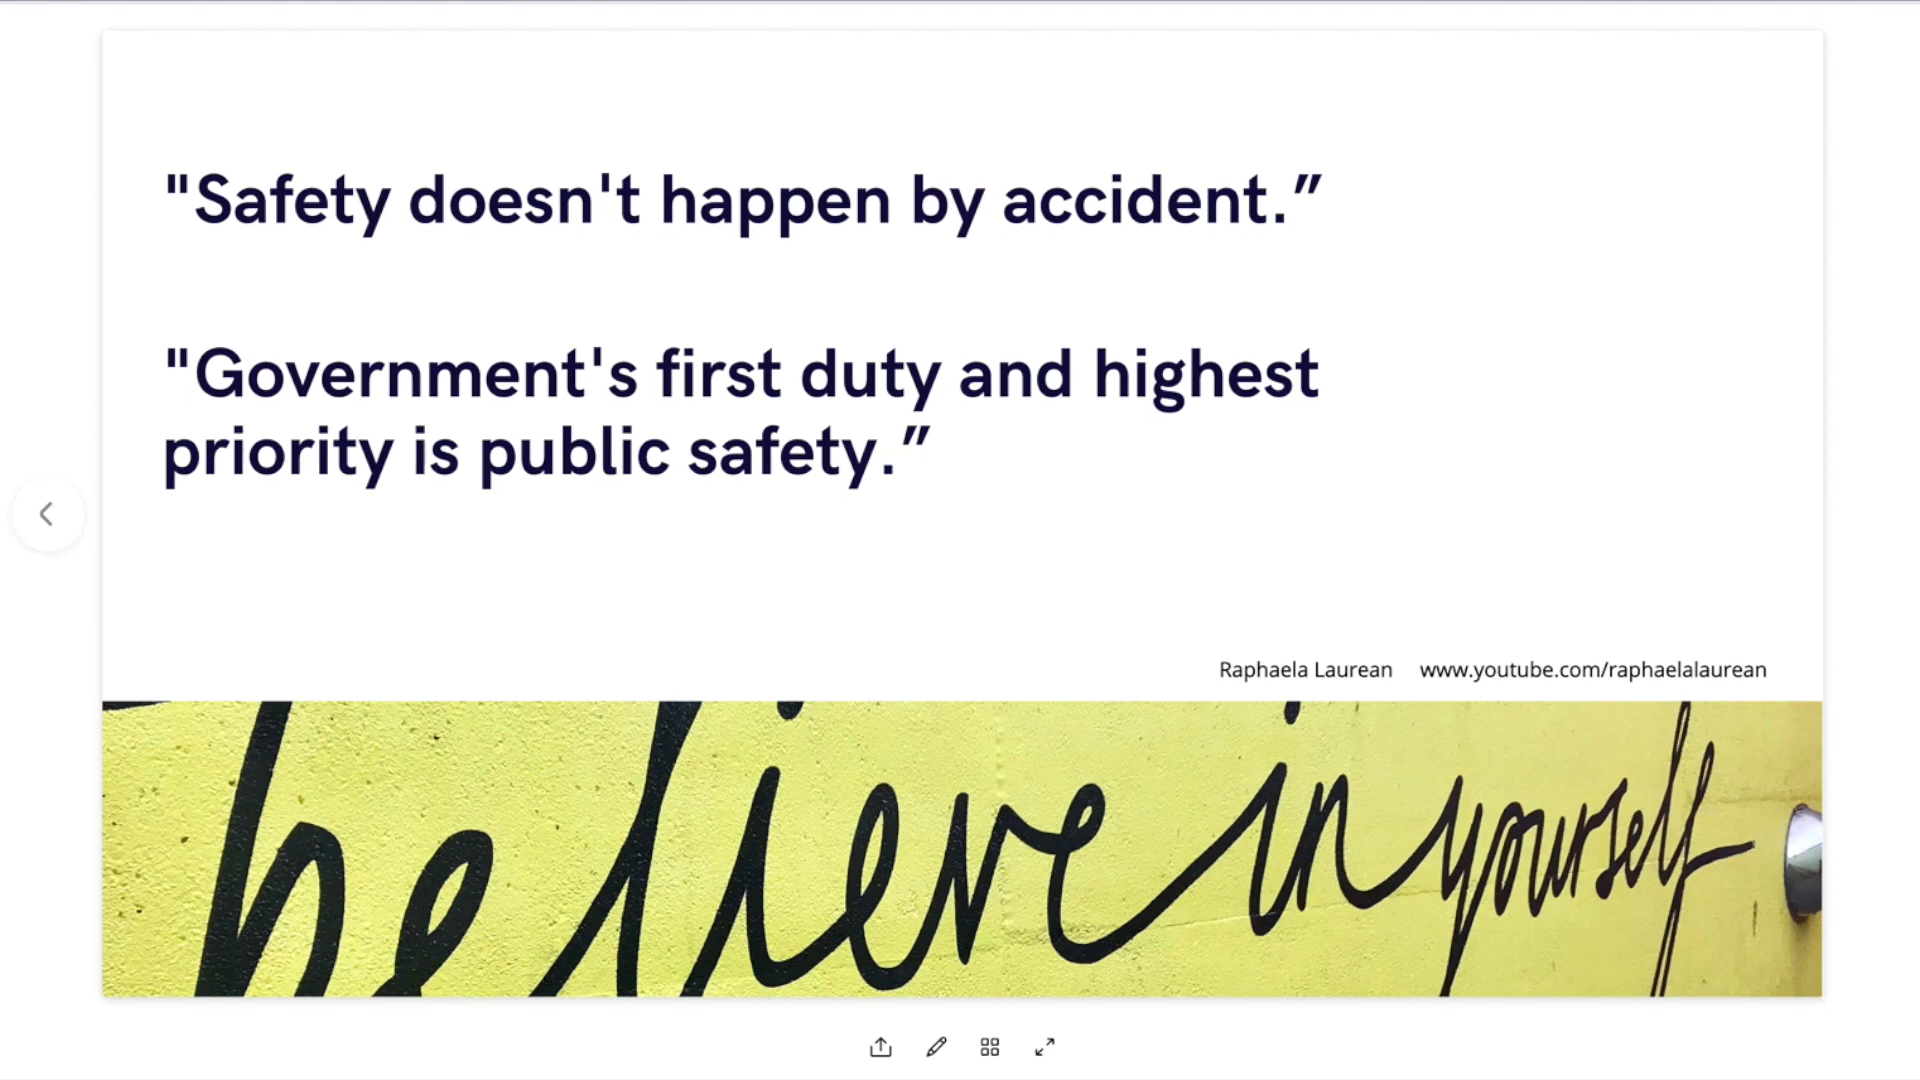 "Safety doesn't happen by accident.”
"Government's first duty and highest
priority is public safety.”
Raphaela Laurean www.youtube.com/raphaelalaurean
believe in yourself